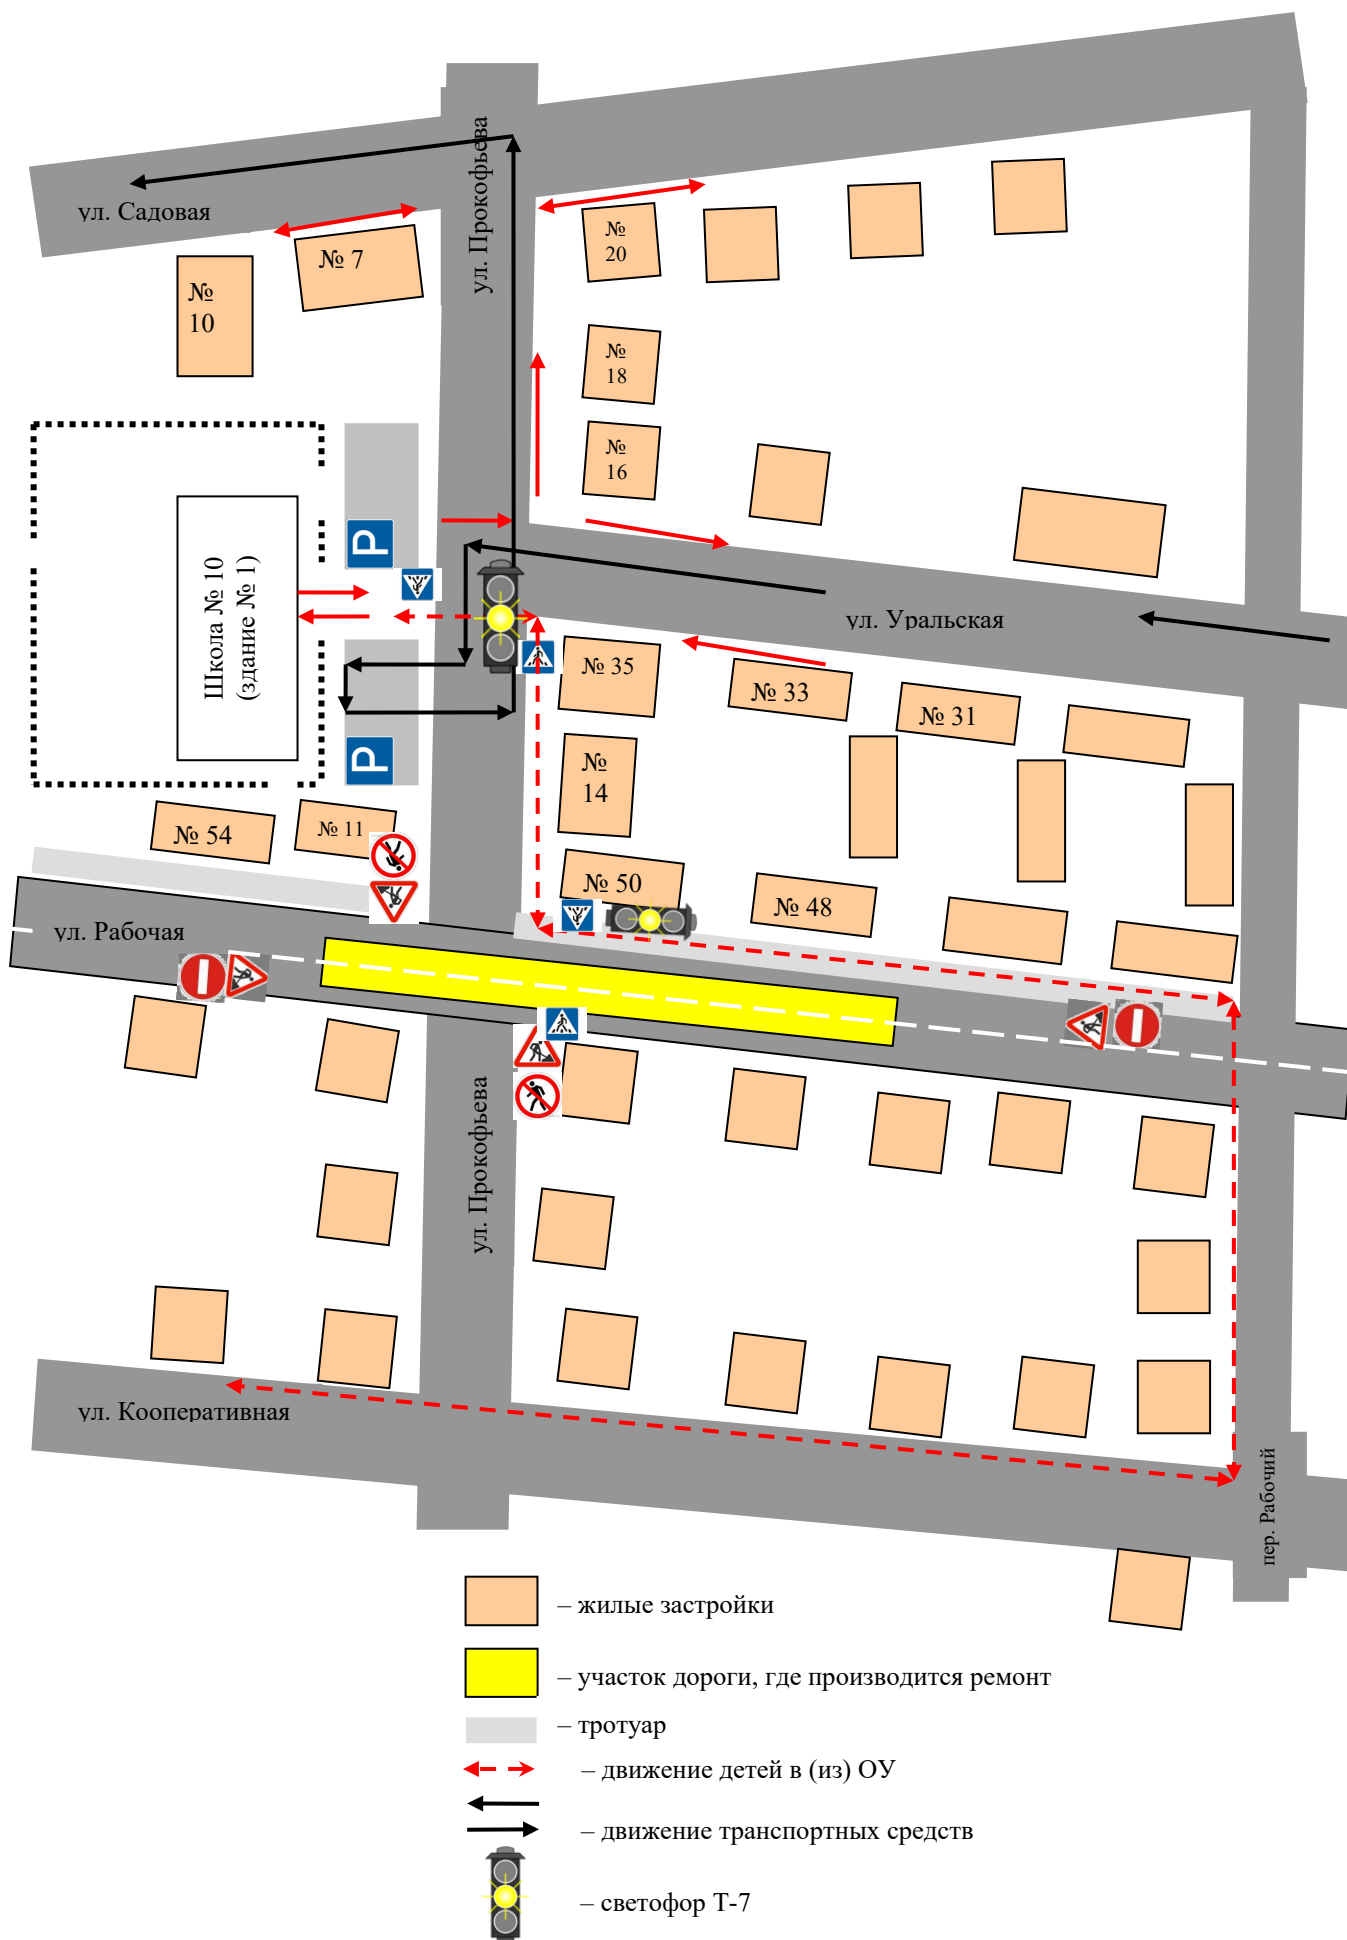 ул. Прокофьева
ул. Садовая
№ 7
№
20
№
10
№
18
№
16
P
Школа № 10
(здание № 1)
ул. Уральская
№ 35
№ 33
№ 31
P
№
14
№ 54
№ 11
№ 50
№ 48
ул. Рабочая
ул. Прокофьева
ул. Кооперативная
пер. Рабочий
– жилые застройки
– участок дороги, где производится ремонт
– тротуар
– движение детей в (из) ОУ
– движение транспортных средств
– светофор Т-7